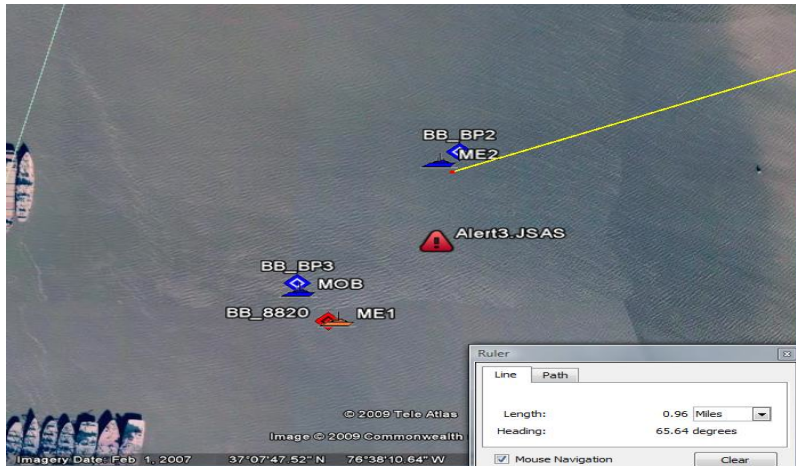 BB_BP2
ME2
Alert3.JSAS
BB_BP3
MOB
BB_8820 ME1
Ruler
Line Path
Length: 0.96 Miles
Heading: 65.64 degrees
Mouse Navigation Clear
© 2009 Tele Atlas
Image © 2009 Commonwealth
Imagery Date: Feb 1, 2007 37°07'47.52" N 76°38'10.64" W